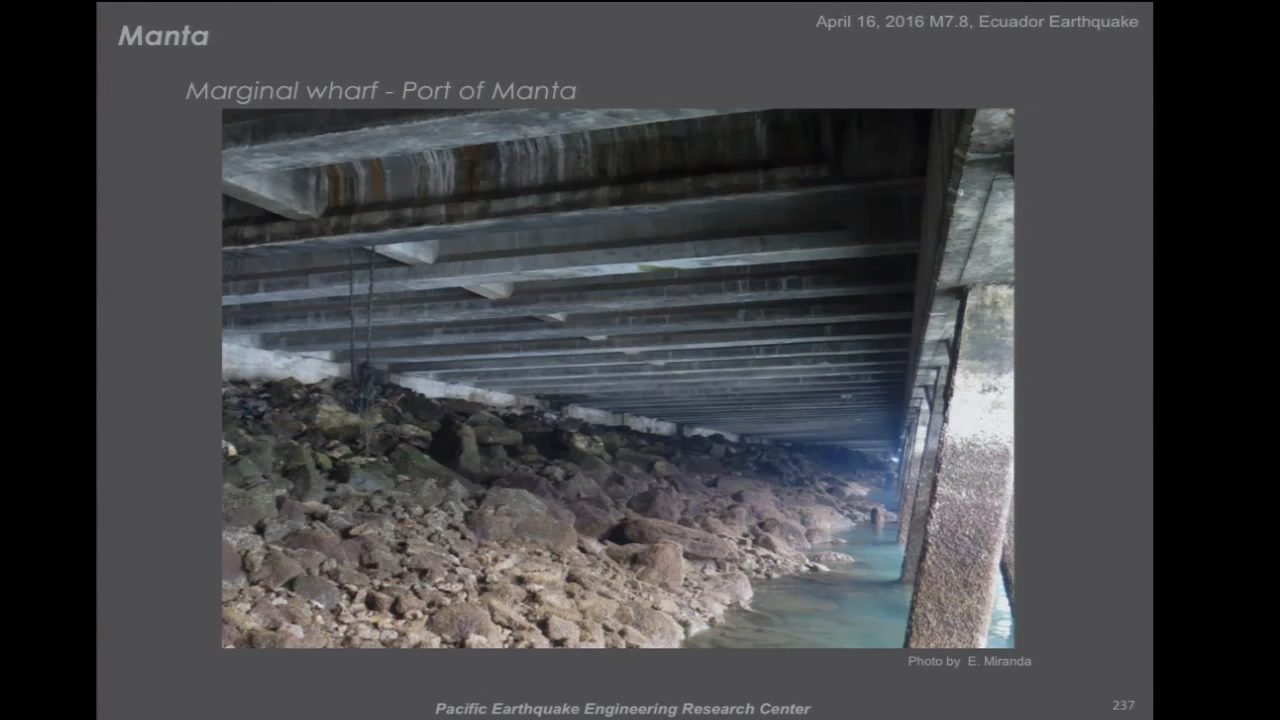 Manta
April 16, 2016 M7.8, Ecuador Earthquake
Marginal wharf - Port of Manta
Photo by E. Miranda
Pacific Earthquake Engineering Research Center
237